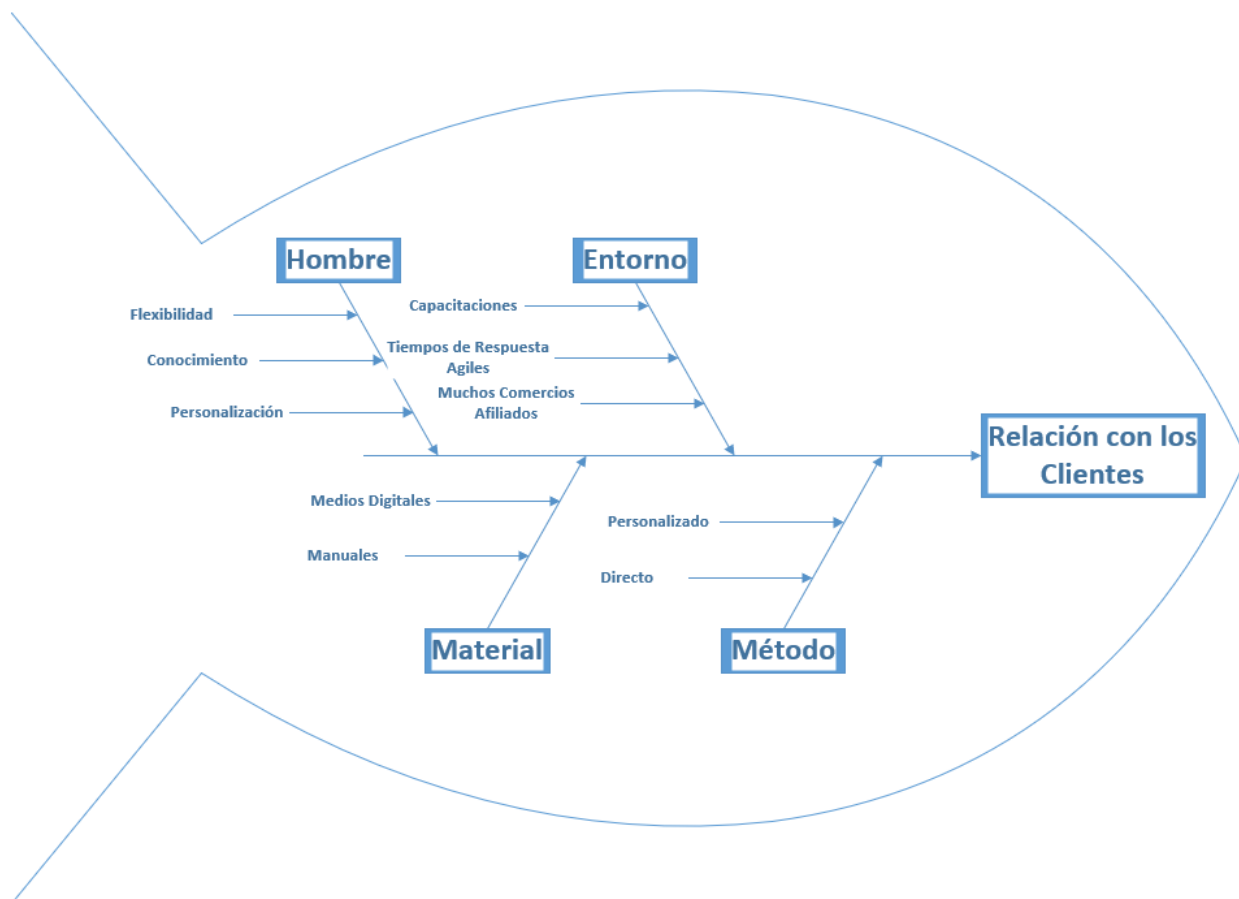 Hombre
Entorno
Flexibilidad
Capacitaciones
Conocimiento
Tiempos de Respuesta
Agiles
Personalización
Muchos Comercios
Afiliados
Relación con los
Clientes
Medios Digitales
Personalizado
Manuales
Directo
Material
Método